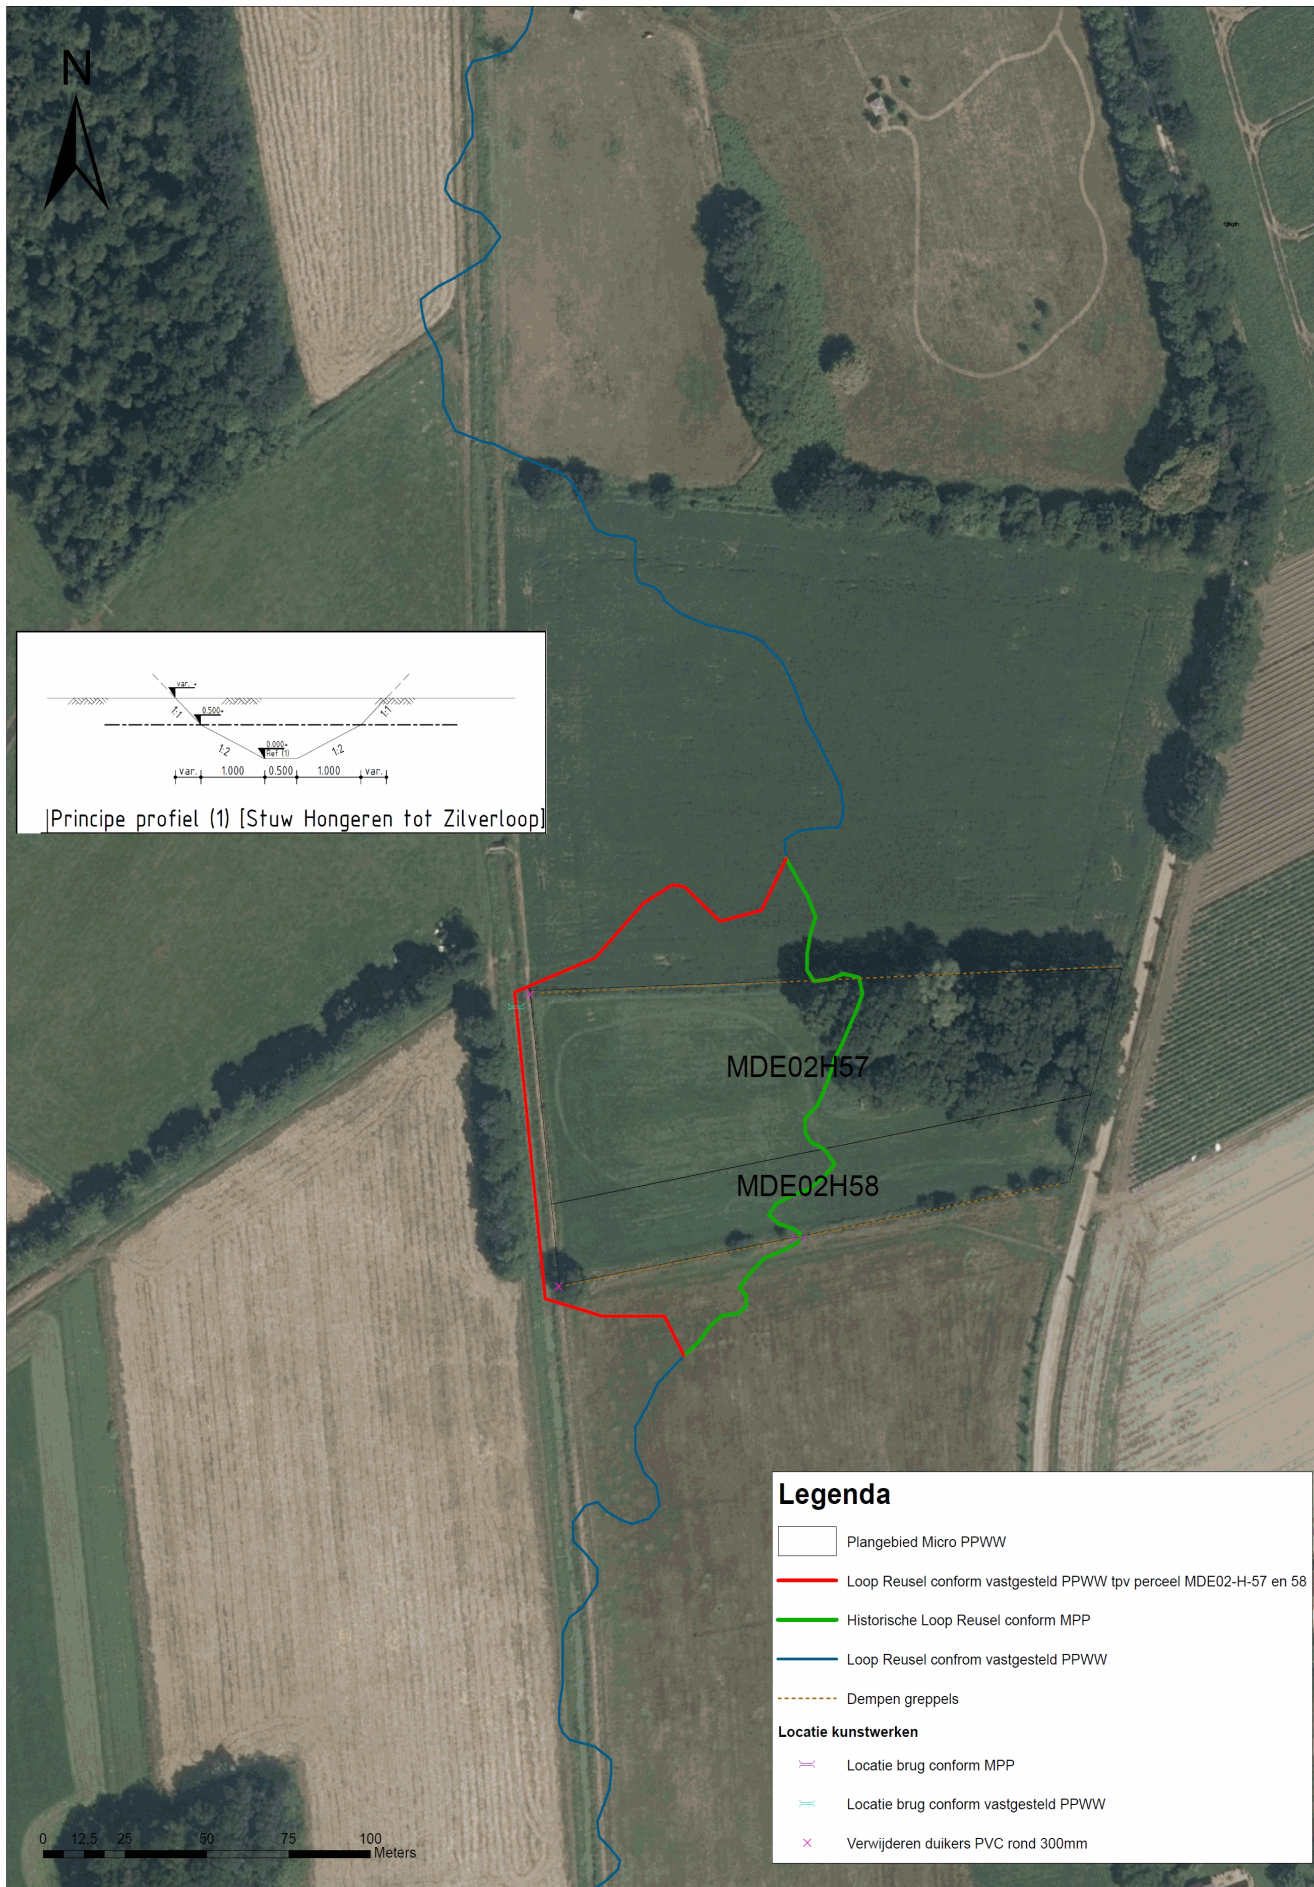 N
var. +
0.500+
1:1
1:1
0.000+
Ref (1)
1:2
1:2
var. 1.000 0.500 1.000 var.
Principe profiel (1) [Stuw Hongeren tot Zilverloop]
MDE02H57
MDE02H58
Legenda
Plangebied Micro PPWW
Loop Reusel conform vastgesteld PPWW tpv perceel MDE02-H-57 en 58
Historische Loop Reusel conform MPP
Loop Reusel confrom vastgesteld PPWW
Dempen greppels
Locatie kunstwerken
Locatie brug conform MPP
Locatie brug conform vastgesteld PPWW
Verwijderen duikers PVC rond 300mm
0 12.5 25 50 75 100
Meters